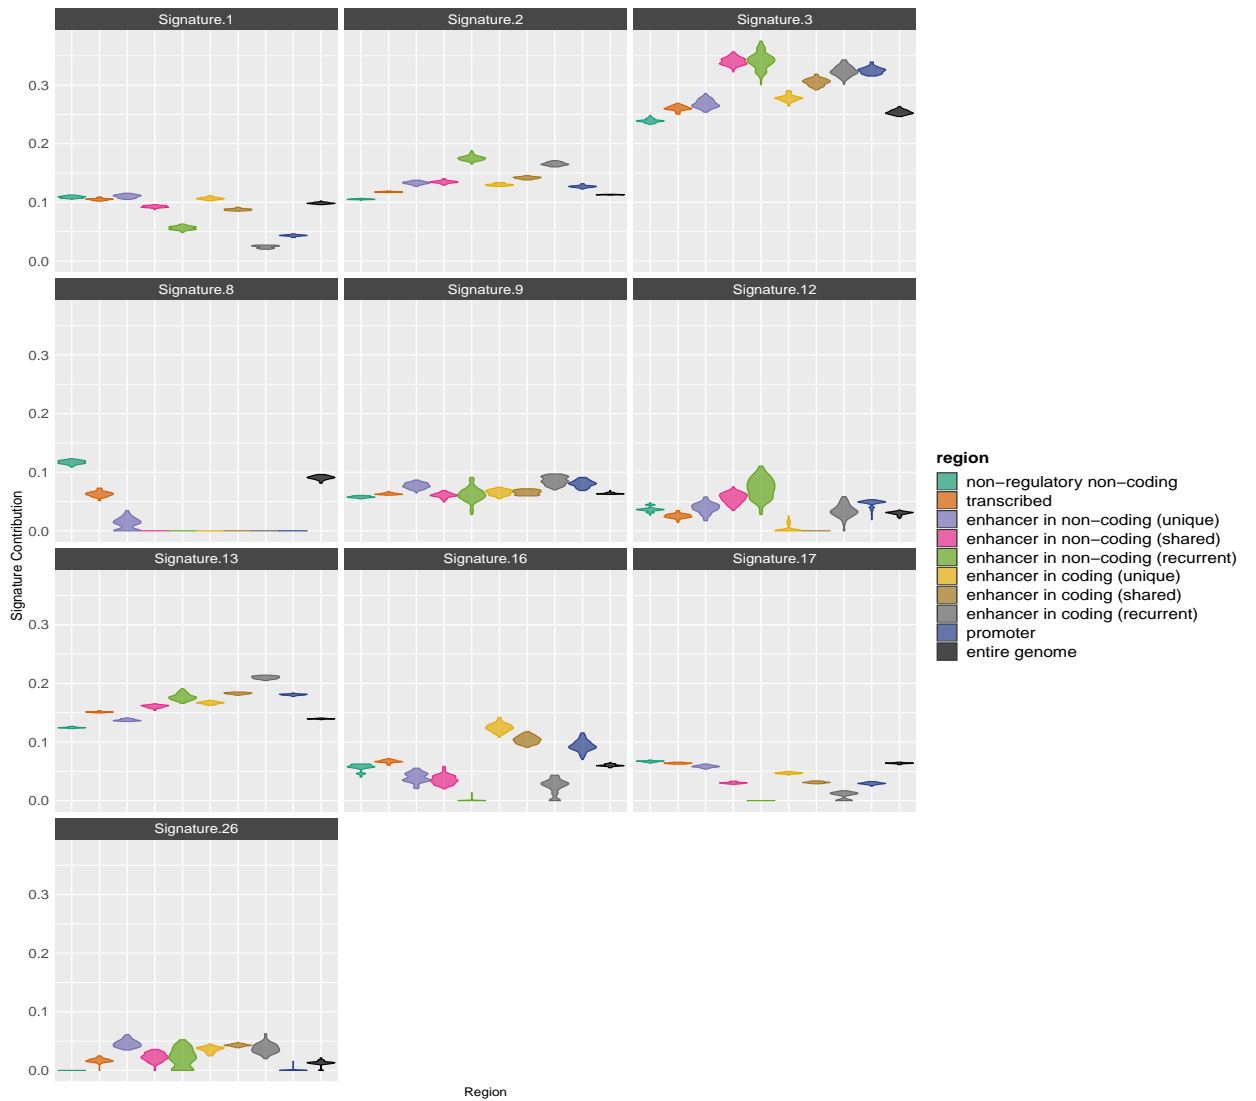 Signature.1
Signature.2
Signature.3
0.3
0.2
0.1
0.0
Signature.8
Signature.9
Signature.12
0.3
0.2
0.1
0.0
Signature.13
Signature.16
Signature.17
0.3
0.2
0.1
0.0
Signature.26
0.3
0.2
0.1
0.0
Signature Contribution
Region
region
non−regulatory non−coding
transcribed
enhancer in non−coding (unique)
enhancer in non−coding (shared)
enhancer in non−coding (recurrent)
enhancer in coding (unique)
enhancer in coding (shared)
enhancer in coding (recurrent)
promoter
entire genome